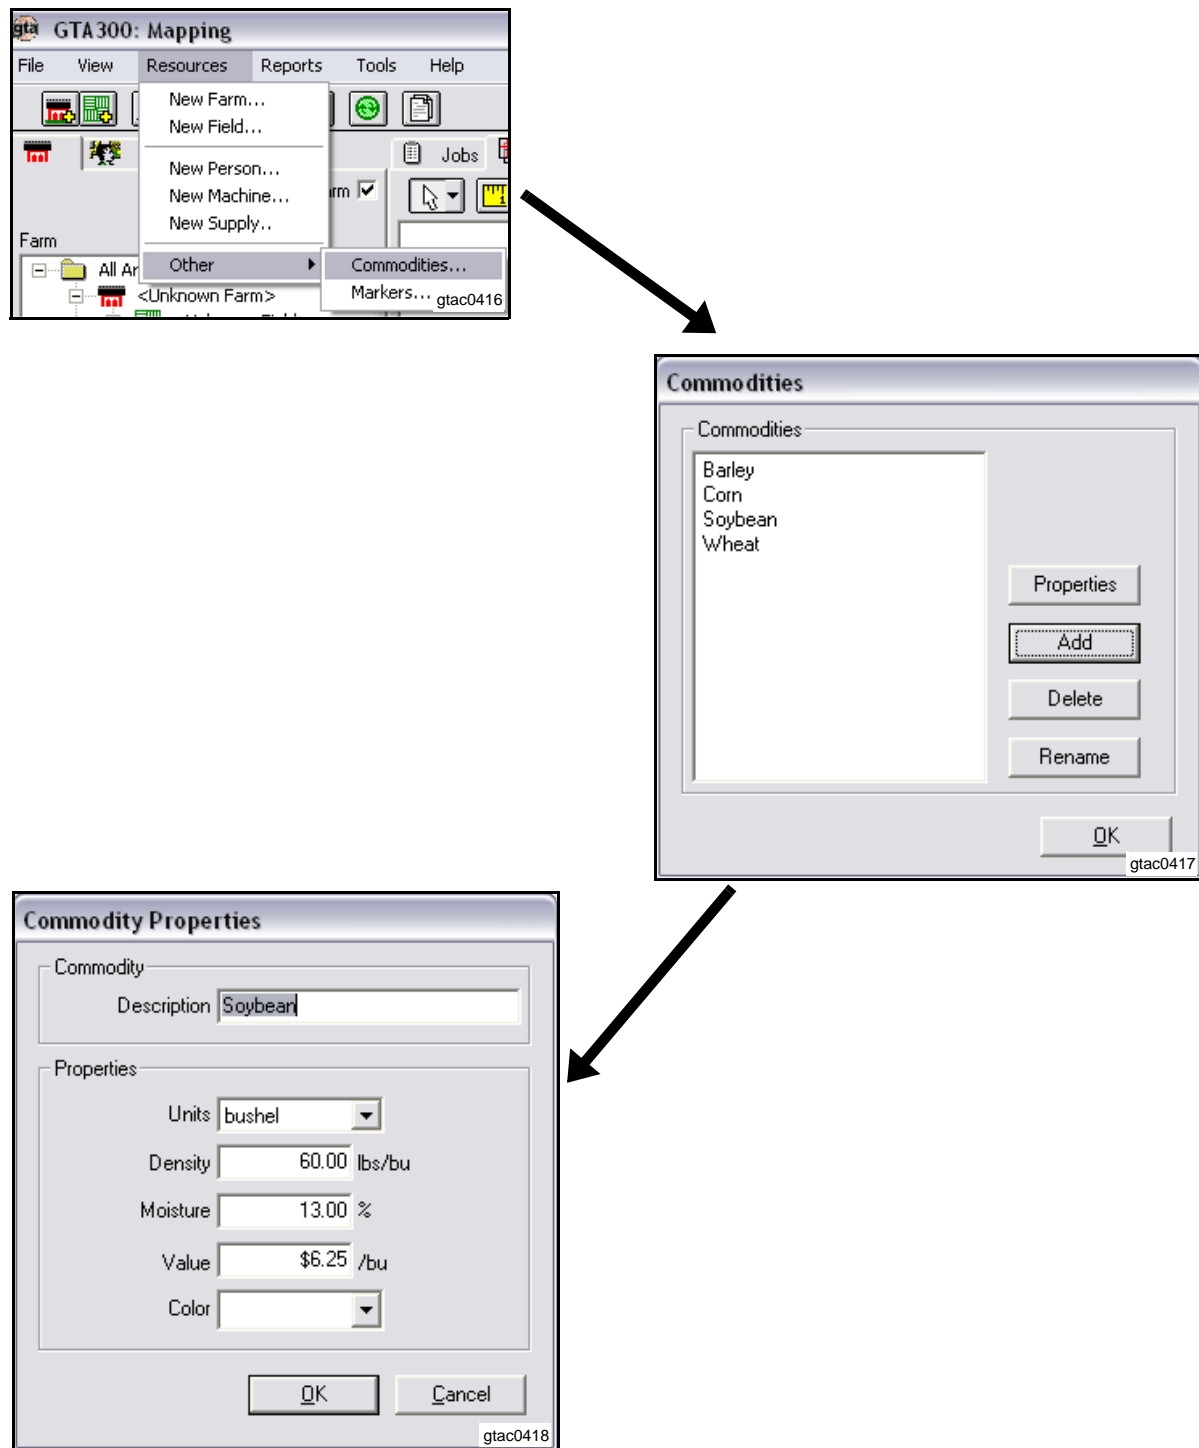 gta GTA300: Mapping
File View Resources Reports Tools Help
New Farm...
New Field...
Jobs
New Person...
rm
New Machine...
New Supply..
Farm
All Ar
Other
Commodities...
<Unknown Farm>
Markers...
gtac0416
Commodities
Commodities
Barley
Corn
Soybean
Wheat
Properties
Add
Delete
Rename
OK
gtac0417
Commodity Properties
Commodity
Description Soybean
Properties
Units bushel
Density 60.00 lbs/bu
Moisture 13.00 %
Value $6.25 /bu
Color
OK Cancel
gtac0418